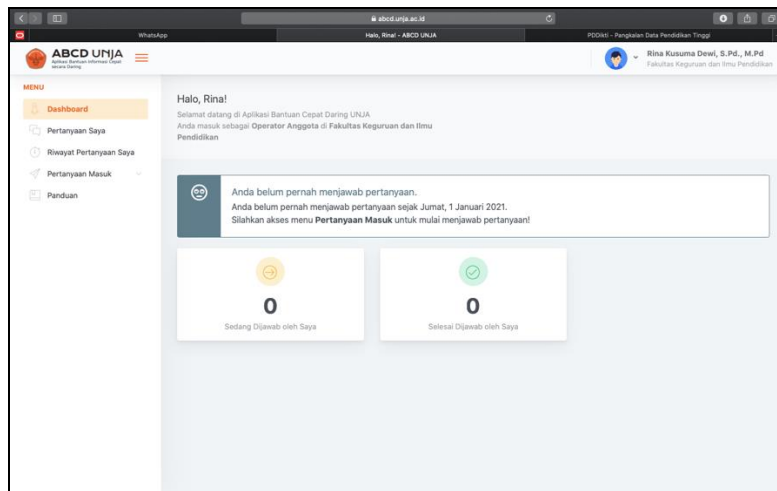 abcd.unja.ac.id
WhatsApp
Halo, Rina! - ABCD UNJA
PDDikti - Pangkalan Data Pendidikan Tinggi
ABCD UNJA
Aplikasi Bantuan Informasi Cepat
secara Daring
Rina Kusuma Dewi, S.Pd., M.Pd
Fakultas Keguruan dan Ilmu Pendidikan
MENU
Dashboard
Pertanyaan Saya
Riwayat Pertanyaan Saya
Pertanyaan Masuk
Panduan
Halo, Rina!
Selamat datang di Aplikasi Bantuan Cepat Daring UNJA
Anda masuk sebagai Operator Anggota di Fakultas Keguruan dan Ilmu
Pendidikan
Anda belum pernah menjawab pertanyaan.
Anda belum pernah menjawab pertanyaan sejak Jumat, 1 Januari 2021.
Silahkan akses menu Pertanyaan Masuk untuk mulai menjawab pertanyaan!
0
Sedang Dijawab oleh Saya
0
Selesai Dijawab oleh Saya